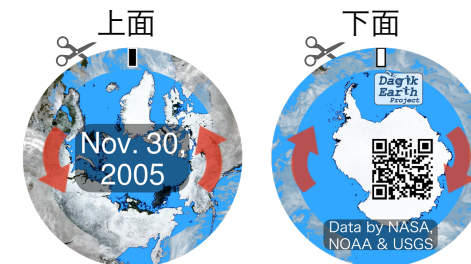 上面
下面
Nov. 30,
2005
Dagik
Earth
Project
Data by NASA,
NOAA & USGS